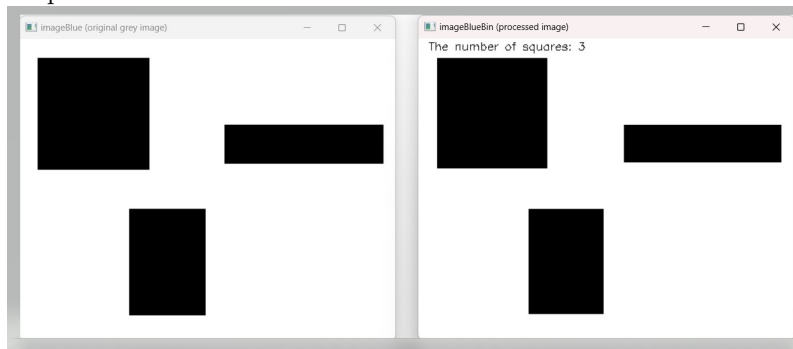 imageBlue (original grey image)
imageBlueBin (processed image)
The number of squares: 3